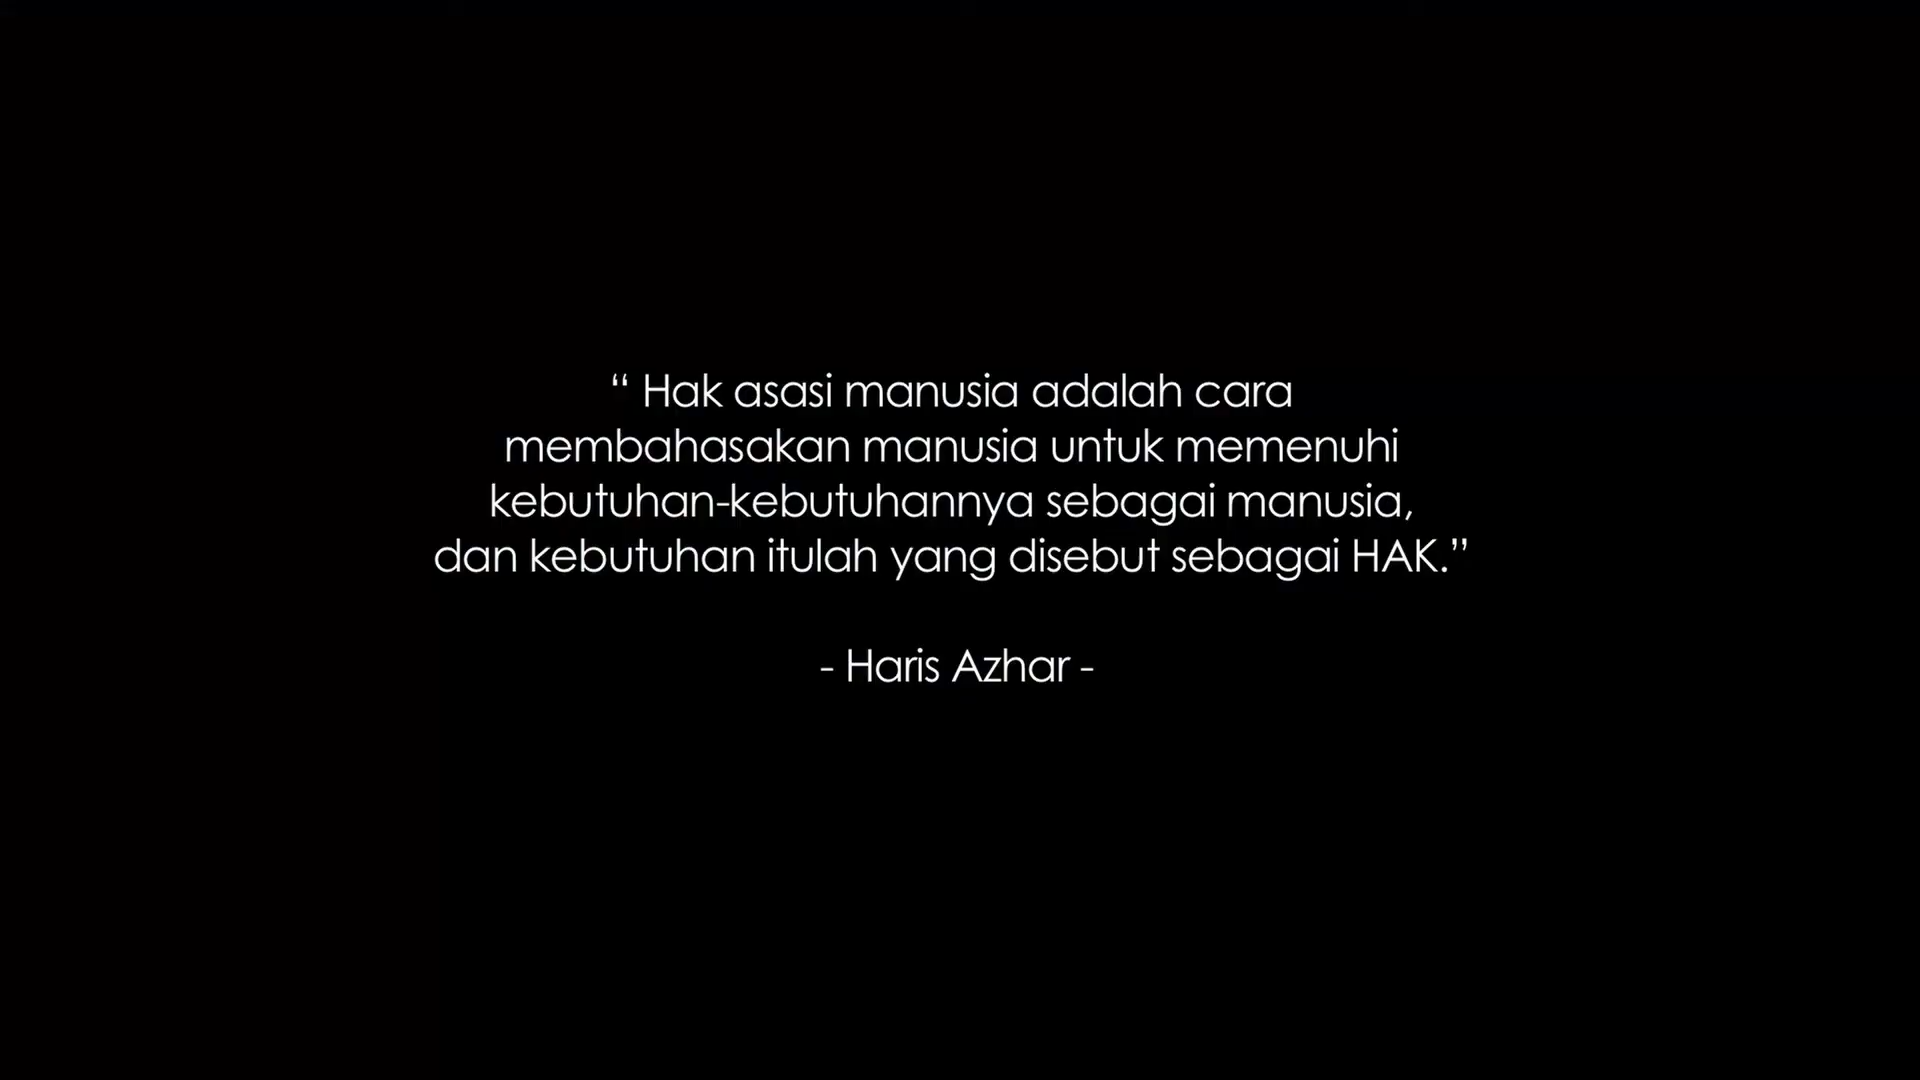 “ Hak asasi manusia adalah cara
membahasakan manusia untuk memenuhi
kebutuhan-kebutuhannya sebagai manusia,
dan kebutuhan itulah yang disebut sebagai HAK.”
- Haris Azhar -